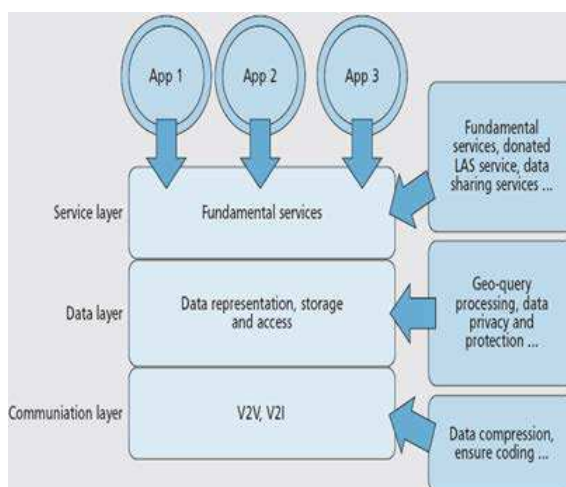 App 1
App 2
App 3
Fundamental
services, donated
LAS service, data
sharing services ...
Service layer
Fundamental services
Data layer
Data representation, storage
and access
Geo-query
processing, data
privacy and
protection ...
Communiation layer
V2V, V2I
Data compression,
ensure coding ...